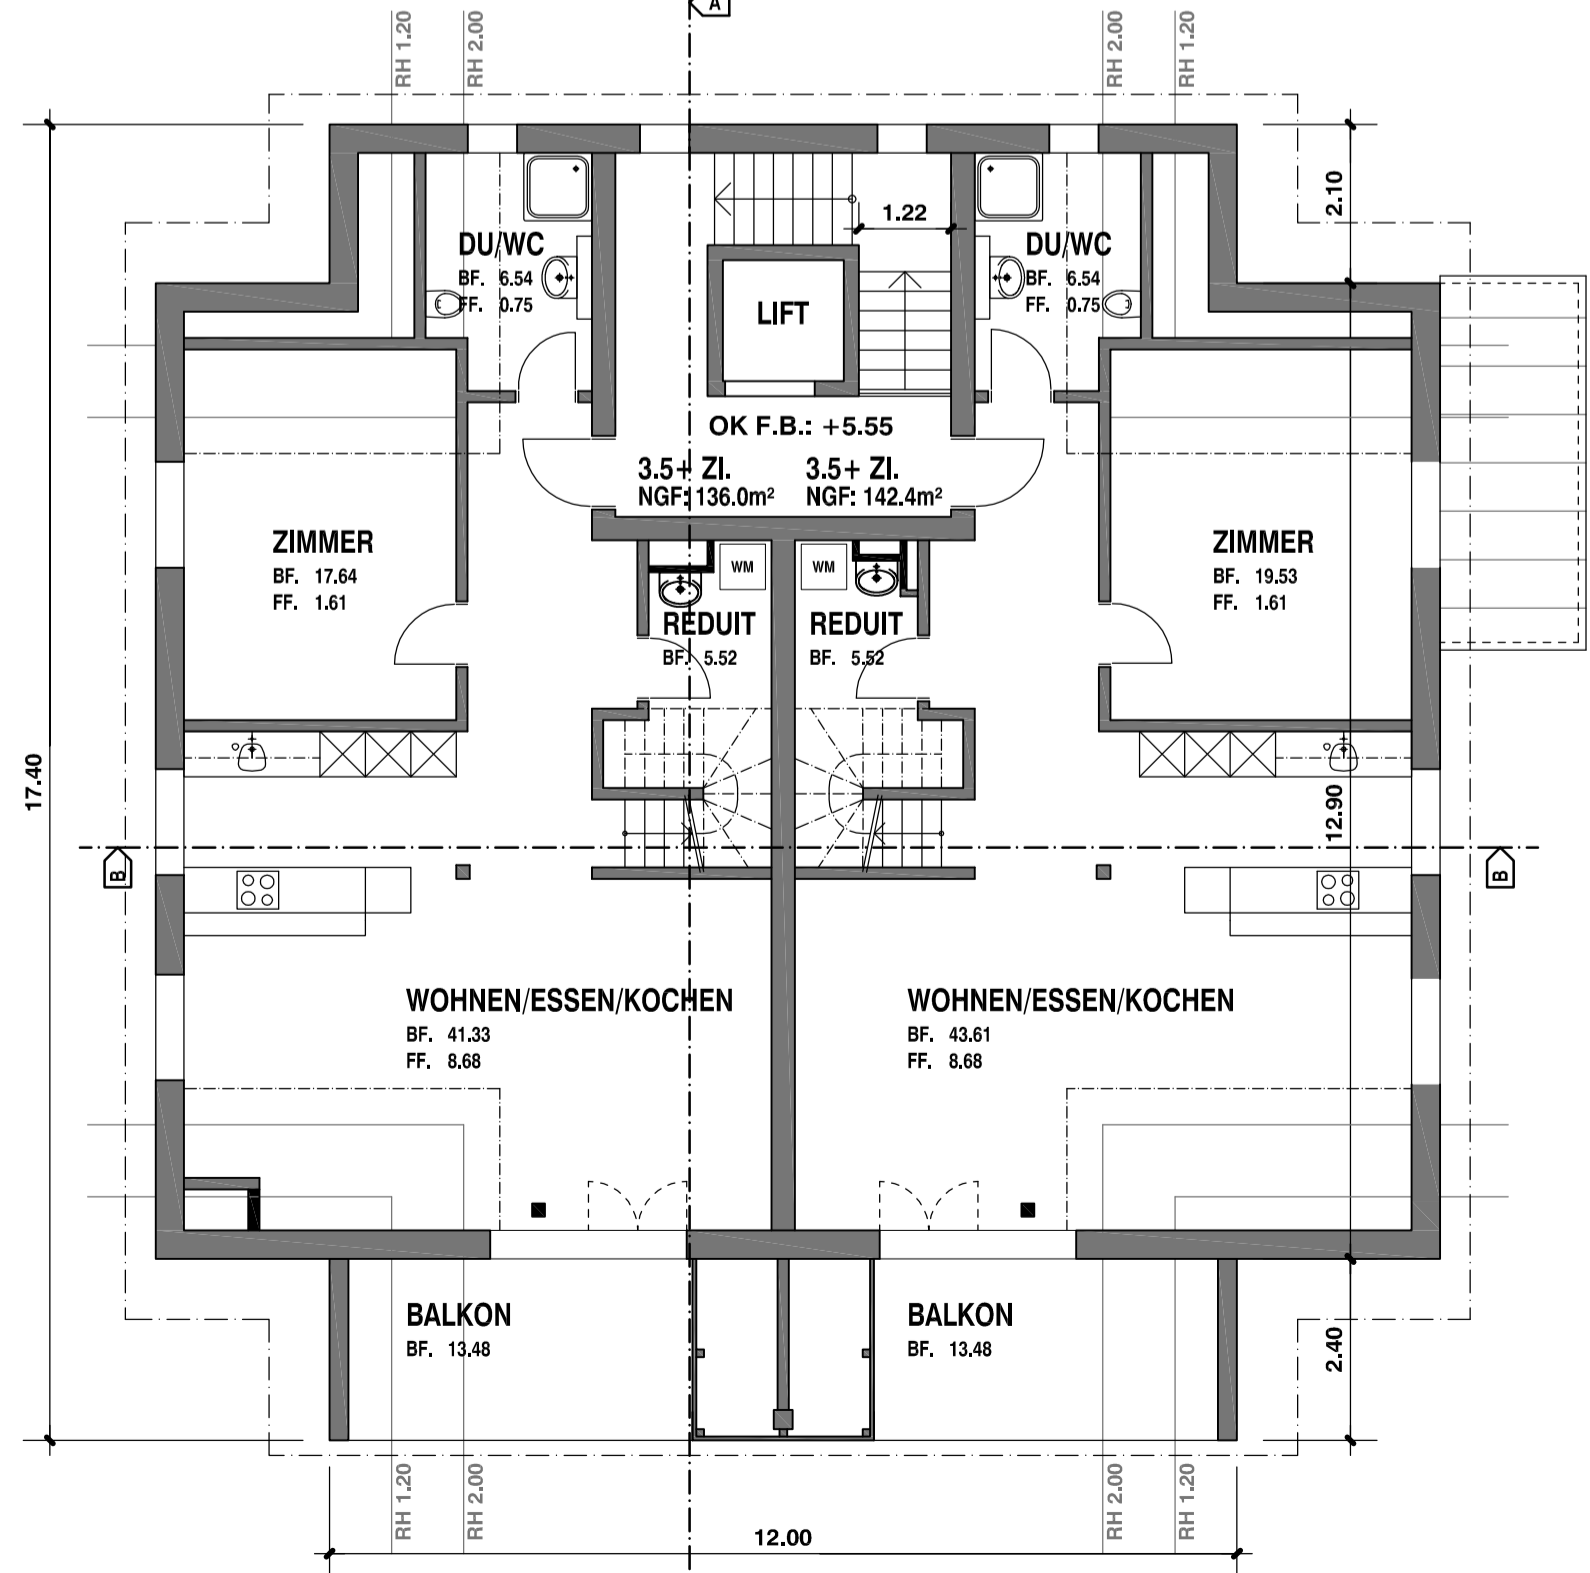 A
RH 1.20
RH 2.00
RH 2.00
RH 1.20
2.10
1.22
DU/WC
BF. 6.54
FF. 0.75
DU/WC
BF. 6.54
FF. 0.75
LIFT
OK F.B.: +5.55
3.5+ ZI.
NGF: 136.0m²
3.5+ ZI.
NGF: 142.4m²
ZIMMER
BF. 17.64
FF. 1.61
ZIMMER
BF. 19.53
FF. 1.61
WM
WM
REDUIT
BF. 5.52
REDUIT
BF. 5.52
17.40
12.90
B
B
WOHNEN/ESSEN/KOCHEN
BF. 41.33
FF. 8.68
WOHNEN/ESSEN/KOCHEN
BF. 43.61
FF. 8.68
BALKON
BF. 13.48
BALKON
BF. 13.48
2.40
RH 1.20
RH 2.00
RH 2.00
RH 1.20
12.00